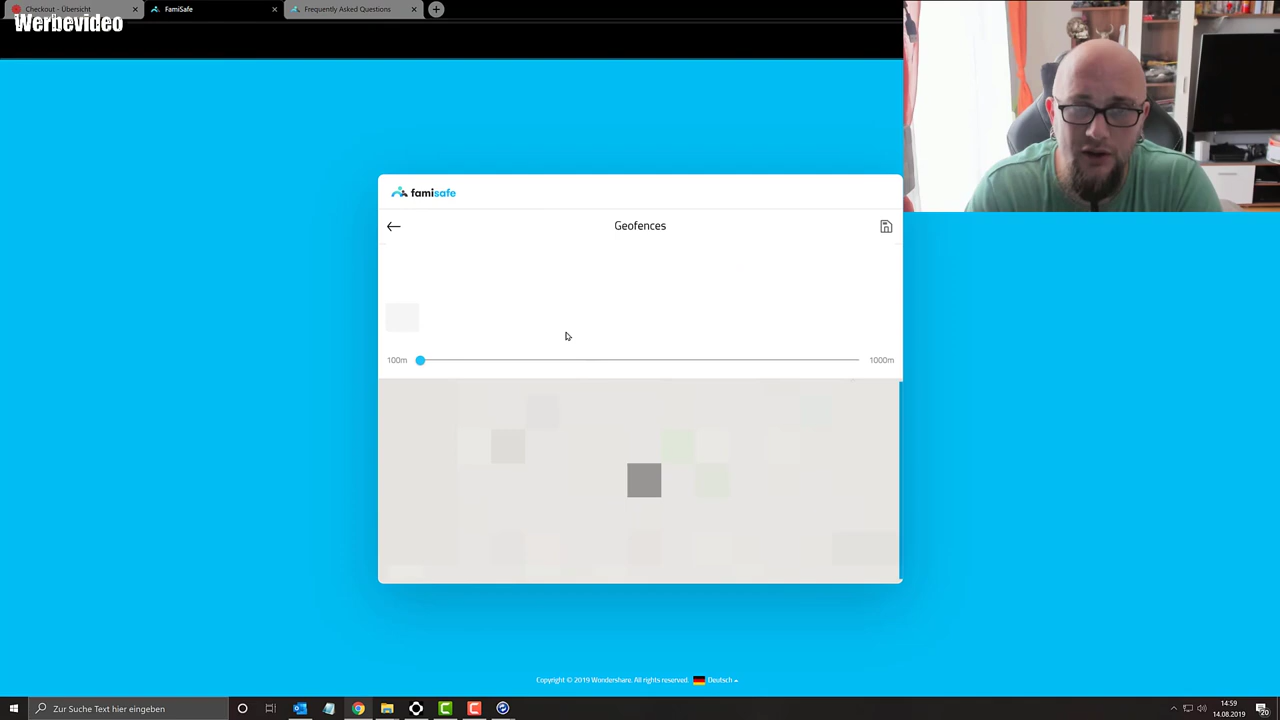 Checkout - Übersicht
FamiSafe
Frequently Asked Questions
Werbevideo
famisafe
Geofences
100m
1000m
Copyright © 2019 Wondershare. All rights reserved.
Deutsch
Zur Suche Text hier eingeben
14:59
14.08.2019
20